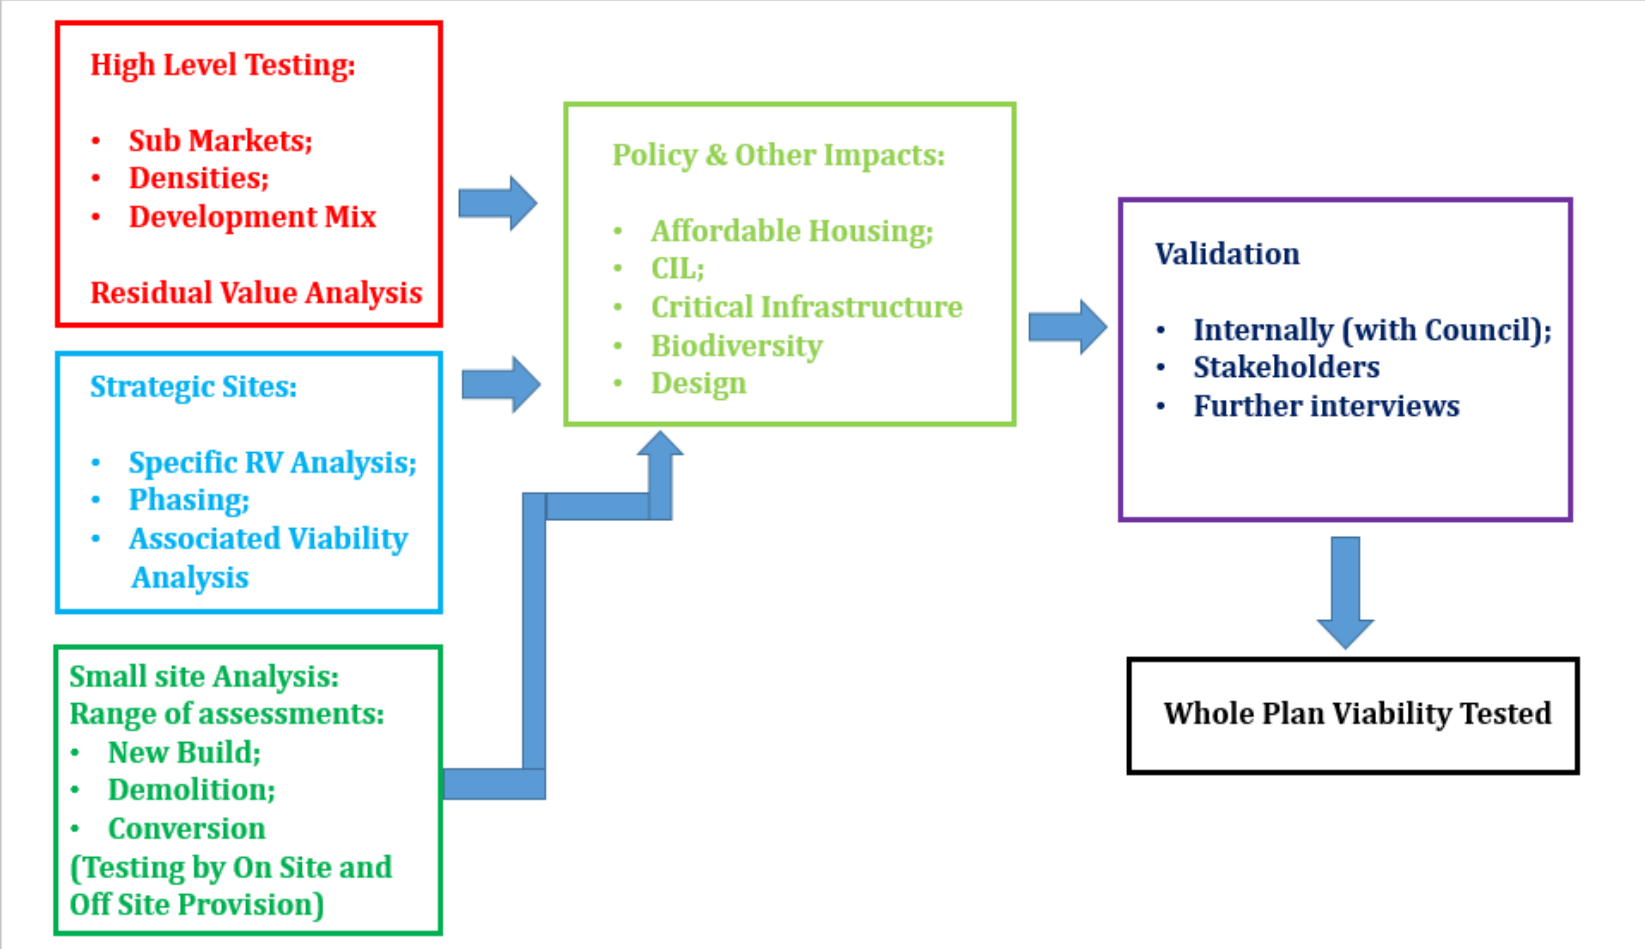 High Level Testing:
• Sub Markets;
• Densities;
• Development Mix
Residual Value Analysis
Strategic Sites:
• Specific RV Analysis;
• Phasing;
• Associated Viability
Analysis
Small site Analysis:
Range of assessments:
• New Build;
• Demolition;
• Conversion
(Testing by On Site and
Off Site Provision)
Policy & Other Impacts:
• Affordable Housing;
• CIL;
• Critical Infrastructure
• Biodiversity
• Design
Validation
• Internally (with Council);
• Stakeholders
• Further interviews
Whole Plan Viability Tested